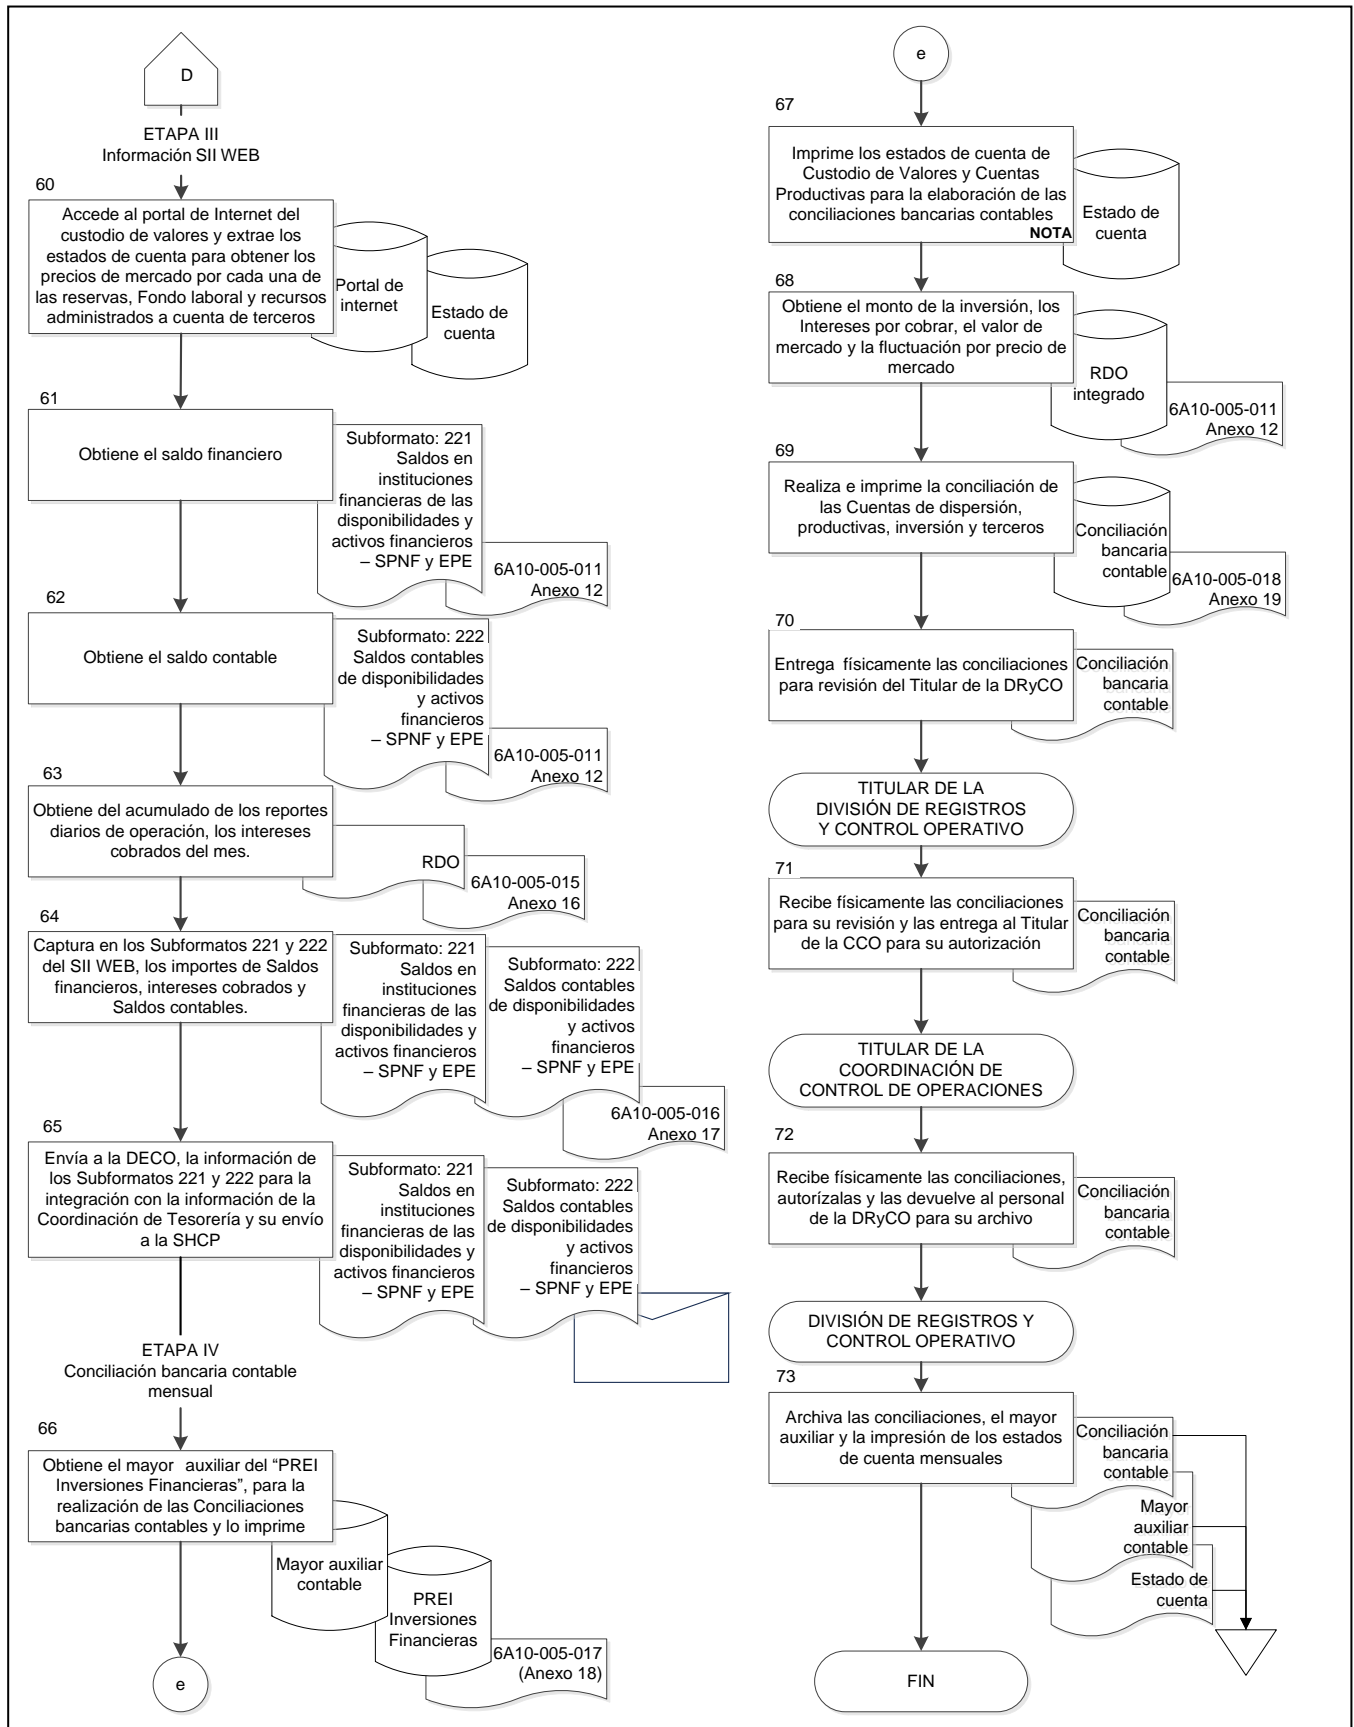 D
ETAPA III
Información SII WEB
60
Accede al portal de Internet del
custodio de valores y extrae los
estados de cuenta para obtener los
precios de mercado por cada una de
las reservas, Fondo laboral y recursos
administrados a cuenta de terceros
Portal de
internet
Estado de
cuenta
61
Obtiene el saldo financiero
Subformato: 221
Saldos en
instituciones
financieras de las
disponibilidades y
activos financieros
– SPNF y EPE
6A10-005-011
Anexo 12
62
Obtiene el saldo contable
Subformato: 222
Saldos contables
de disponibilidades
y activos
financieros
– SPNF y EPE
6A10-005-011
Anexo 12
63
Obtiene del acumulado de los reportes
diarios de operación, los intereses
cobrados del mes.
RDO
6A10-005-015
Anexo 16
64
Captura en los Subformatos 221 y 222
del SII WEB, los importes de Saldos
financieros, intereses cobrados y
Saldos contables.
Subformato: 221
Saldos en
instituciones
financieras de las
disponibilidades y
activos financieros
– SPNF y EPE
Subformato: 222
Saldos contables
de disponibilidades
y activos
financieros
– SPNF y EPE
6A10-005-016
Anexo 17
65
Envía a la DECO, la información de
los Subformatos 221 y 222 para la
integración con la información de la
Coordinación de Tesorería y su envío
a la SHCP
Subformato: 221
Saldos en
instituciones
financieras de las
disponibilidades y
activos financieros
– SPNF y EPE
Subformato: 222
Saldos contables
de disponibilidades
y activos
financieros
– SPNF y EPE
ETAPA IV
Conciliación bancaria contable
mensual
66
Obtiene el mayor auxiliar del “PREI
Inversiones Financieras”, para la
realización de las Conciliaciones
bancarias contables y lo imprime
Mayor auxiliar
contable
PREI
Inversiones
Financieras
6A10-005-017
(Anexo 18)
e
e
67
Imprime los estados de cuenta de
Custodio de Valores y Cuentas
Productivas para la elaboración de las
conciliaciones bancarias contables
NOTA
Estado de
cuenta
68
Obtiene el monto de la inversión, los
Intereses por cobrar, el valor de
mercado y la fluctuación por precio de
mercado
RDO
integrado
6A10-005-011
Anexo 12
69
Realiza e imprime la conciliación de
las Cuentas de dispersión,
productivas, inversión y terceros
Conciliación
bancaria
contable
6A10-005-018
Anexo 19
70
Entrega físicamente las conciliaciones
para revisión del Titular de la DRyCO
Conciliación
bancaria
contable
TITULAR DE LA
DIVISIÓN DE REGISTROS
Y CONTROL OPERATIVO
71
Recibe físicamente las conciliaciones
para su revisión y las entrega al Titular
de la CCO para su autorización
Conciliación
bancaria
contable
TITULAR DE LA
COORDINACIÓN DE
CONTROL DE OPERACIONES
72
Recibe físicamente las conciliaciones,
autorízalas y las devuelve al personal
de la DRyCO para su archivo
Conciliación
bancaria
contable
DIVISIÓN DE REGISTROS Y
CONTROL OPERATIVO
73
Archiva las conciliaciones, el mayor
auxiliar y la impresión de los estados
de cuenta mensuales
Conciliación
bancaria
contable
Mayor
auxiliar
contable
Estado de
cuenta
FIN